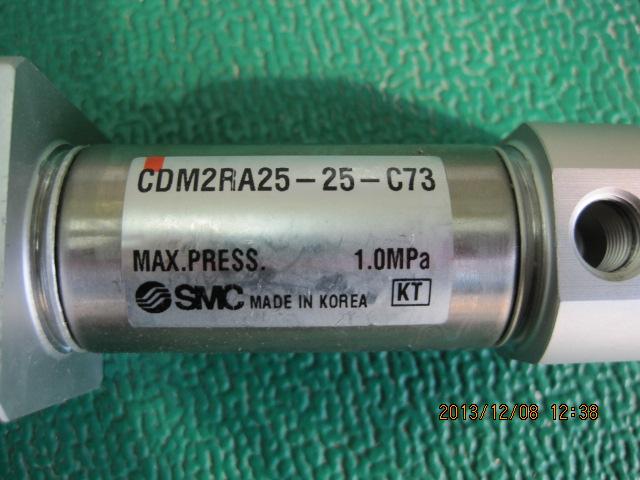 CDM2RA25-25-C73
MAX.PRESS. 1.0MPa
SMC MADE IN KOREA KT
2013/12/08 12:38